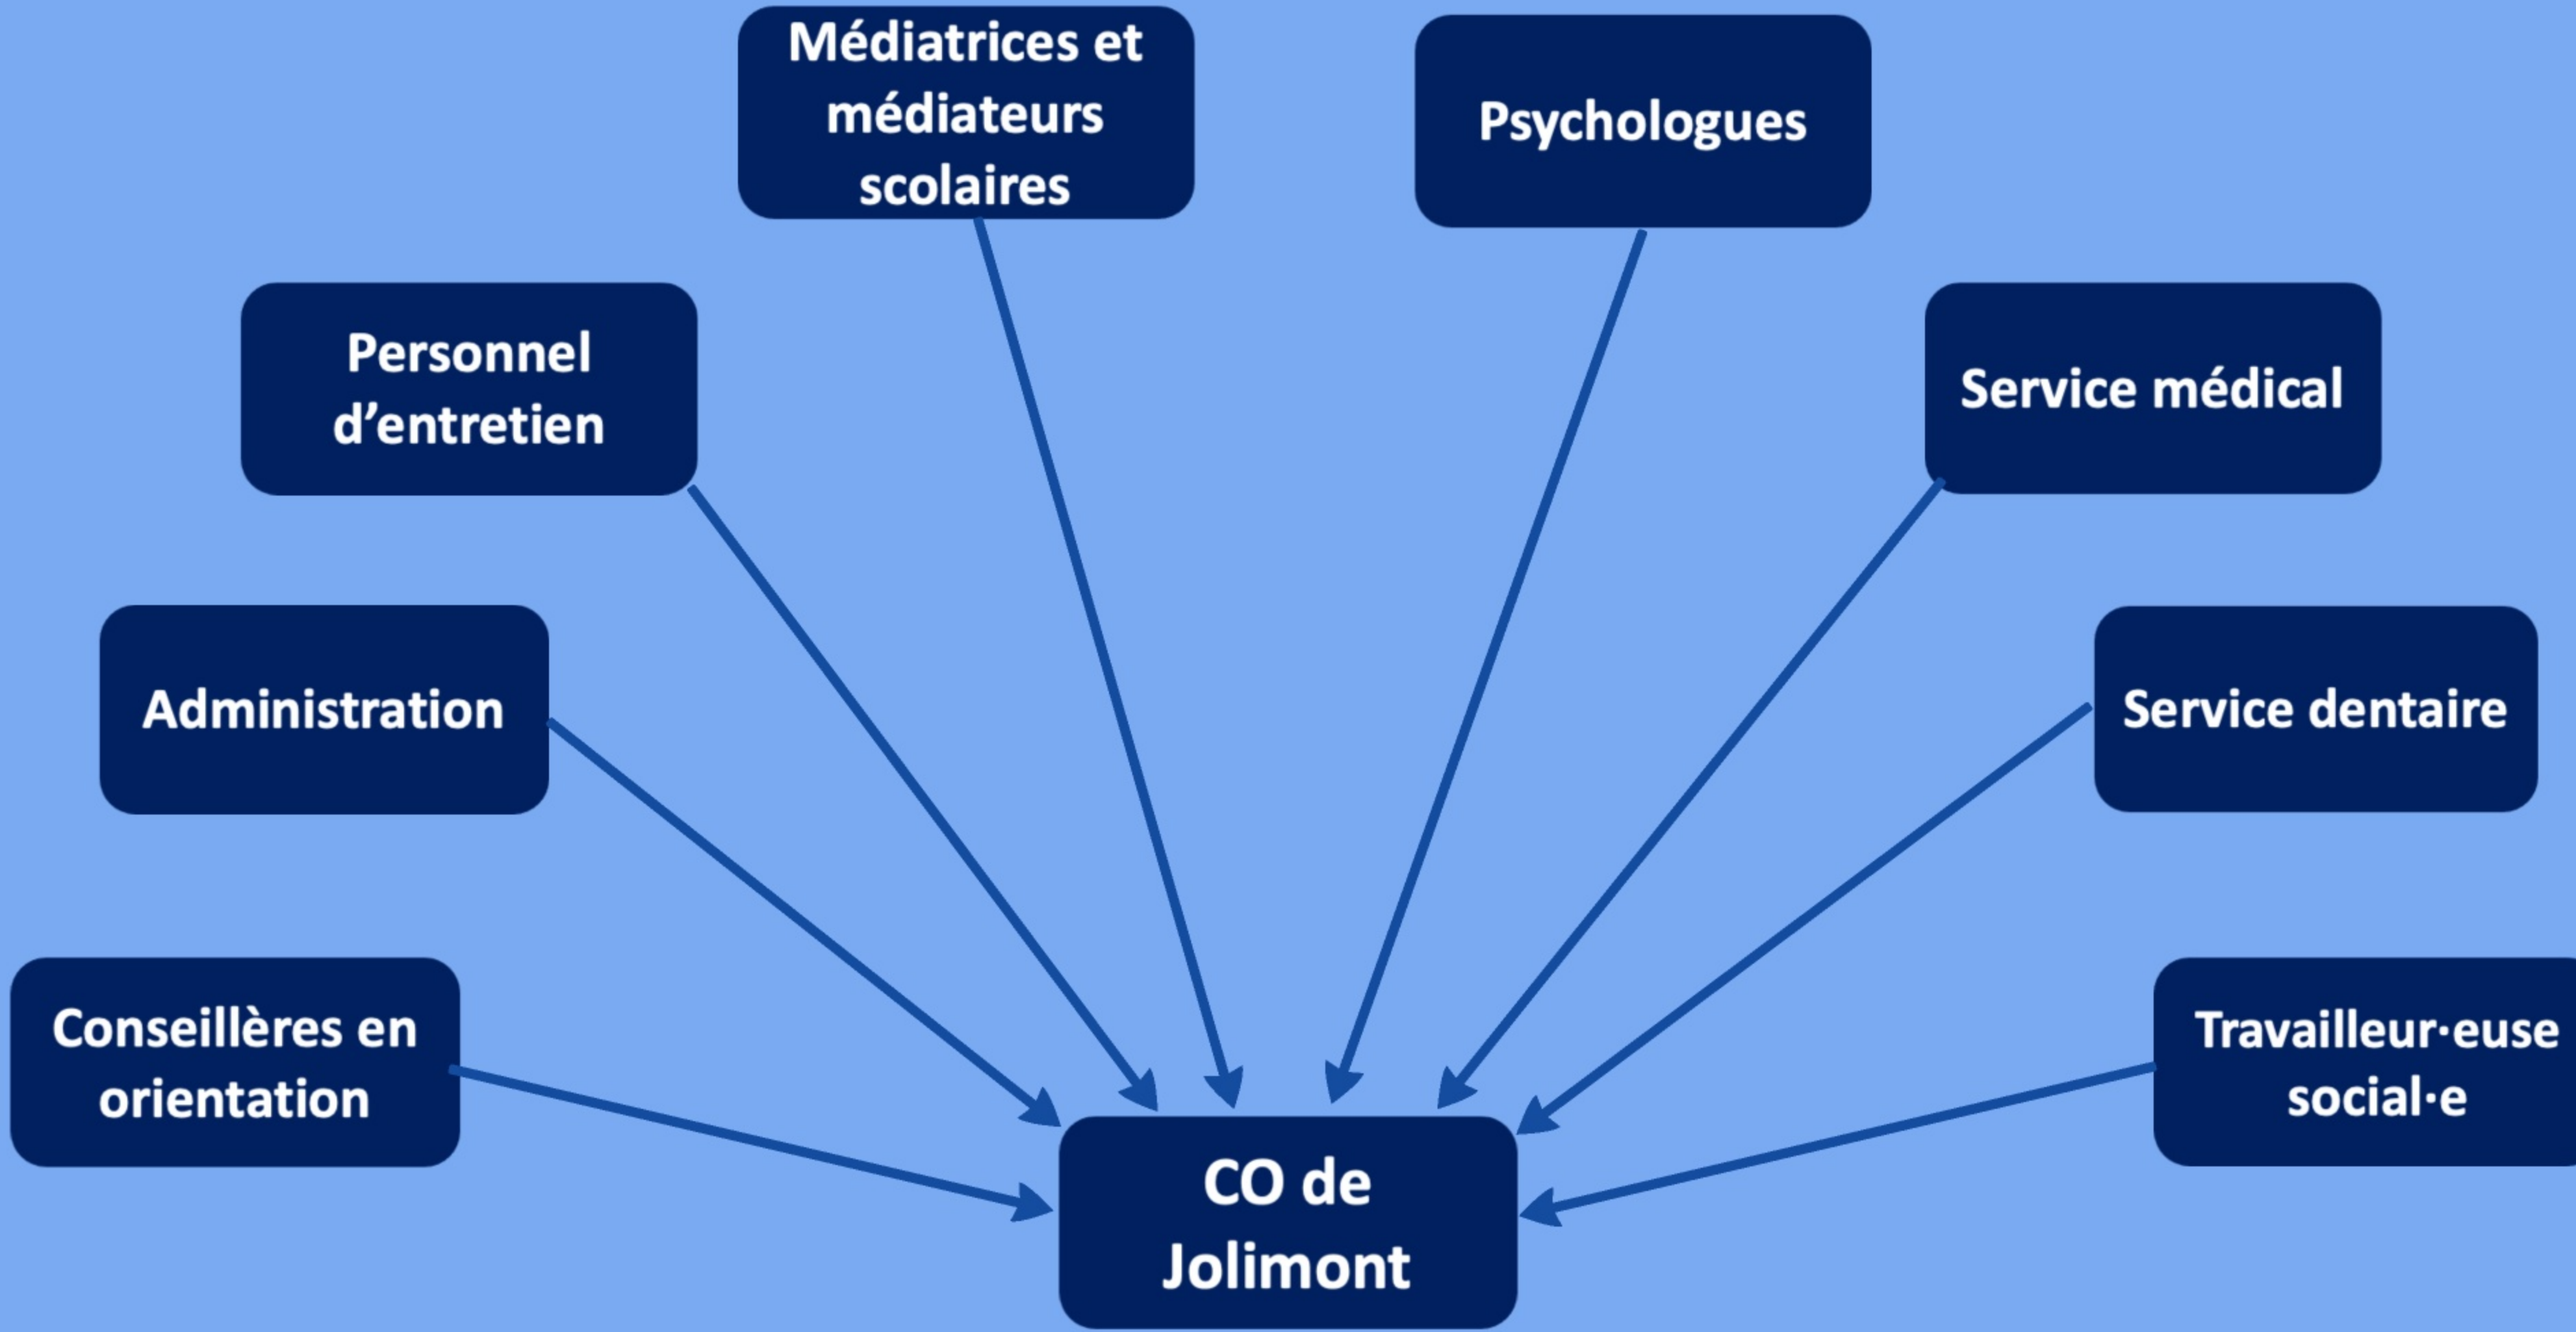 Médiatrices et
médiateurs
scolaires
Psychologues
Personnel
d’entretien
Service médical
Administration
Service dentaire
Conseillères en
orientation
Travailleur·euse
social·e
CO de
Jolimont